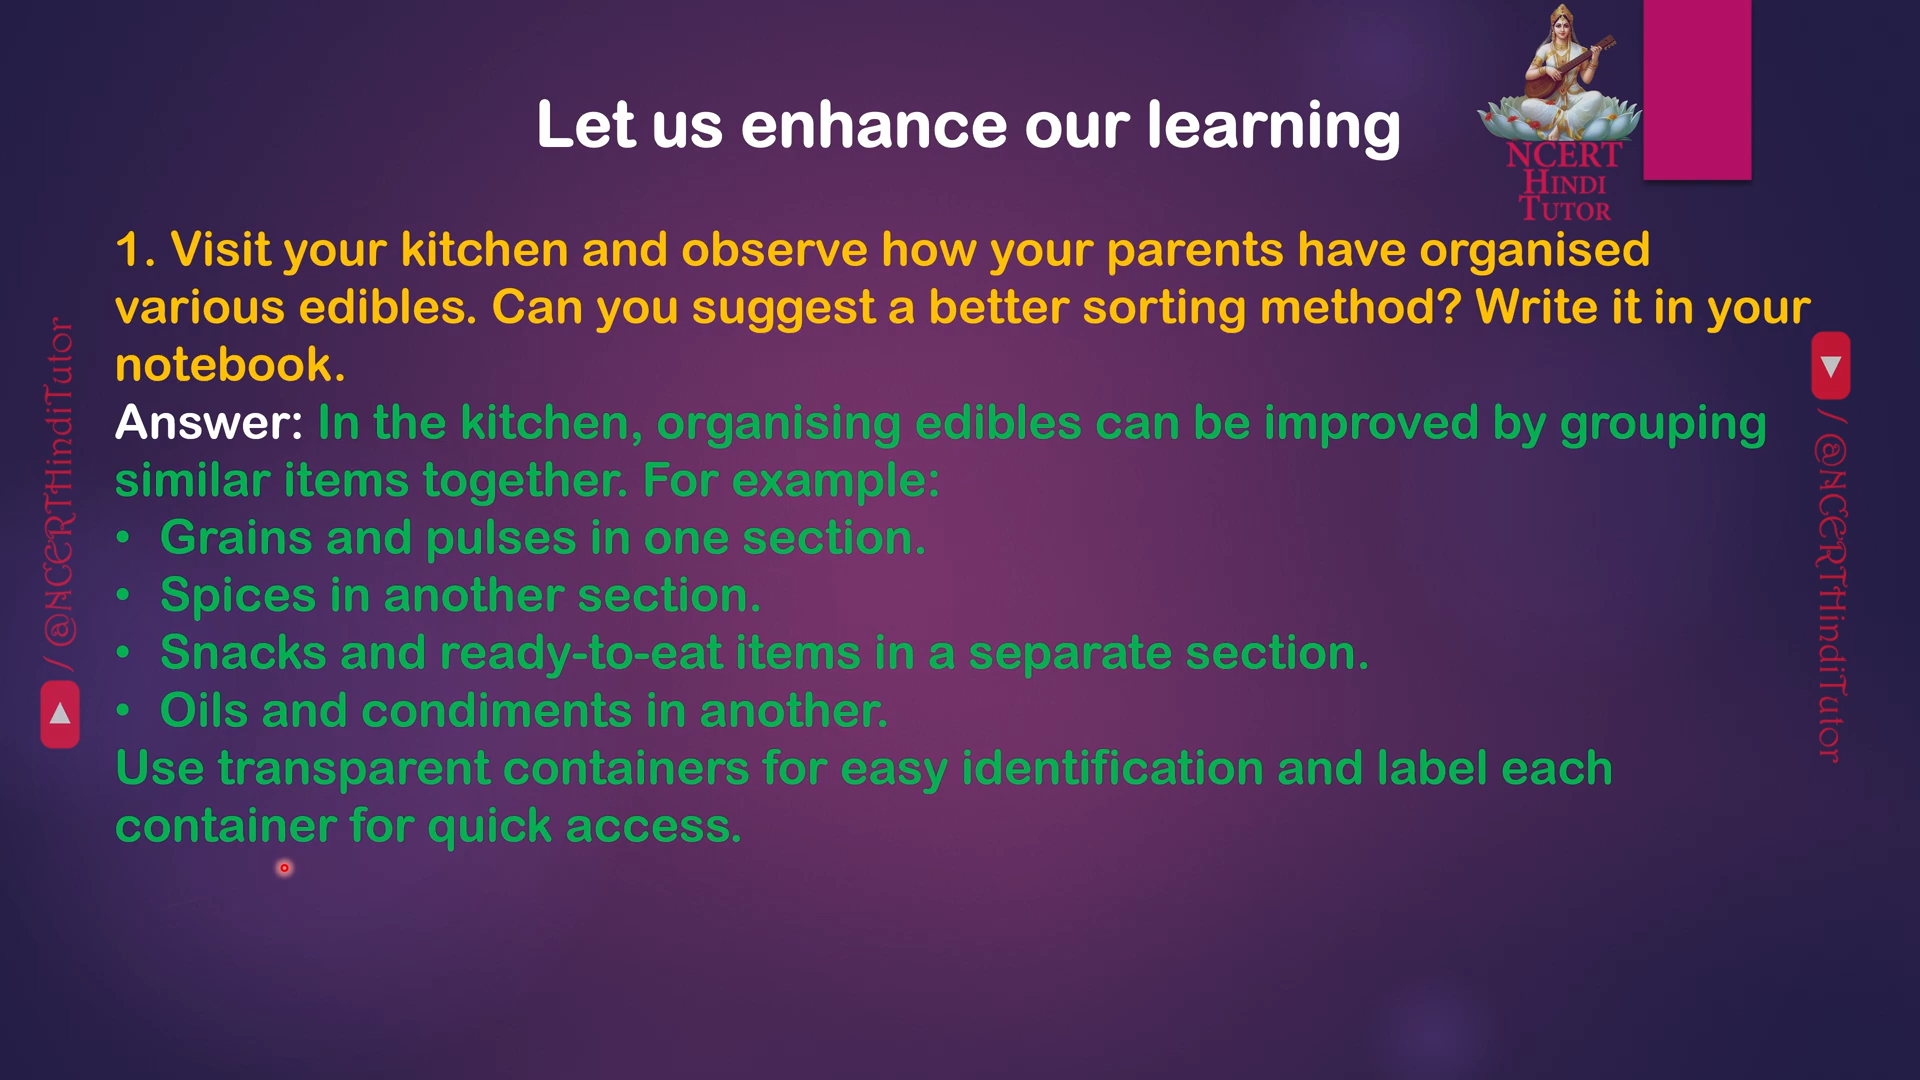 Let us enhance our learning
NCERT
HINDI
TUTOR
1. Visit your kitchen and observe how your parents have organised
various edibles. Can you suggest a better sorting method? Write it in your
notebook.
Answer: In the kitchen, organising edibles can be improved by grouping
similar items together. For example:
• Grains and pulses in one section.
• Spices in another section.
• Snacks and ready-to-eat items in a separate section.
• Oils and condiments in another.
Use transparent containers for easy identification and label each
container for quick access.
/ @NCERTHindiTutor
/ @NCERTHindiTutor